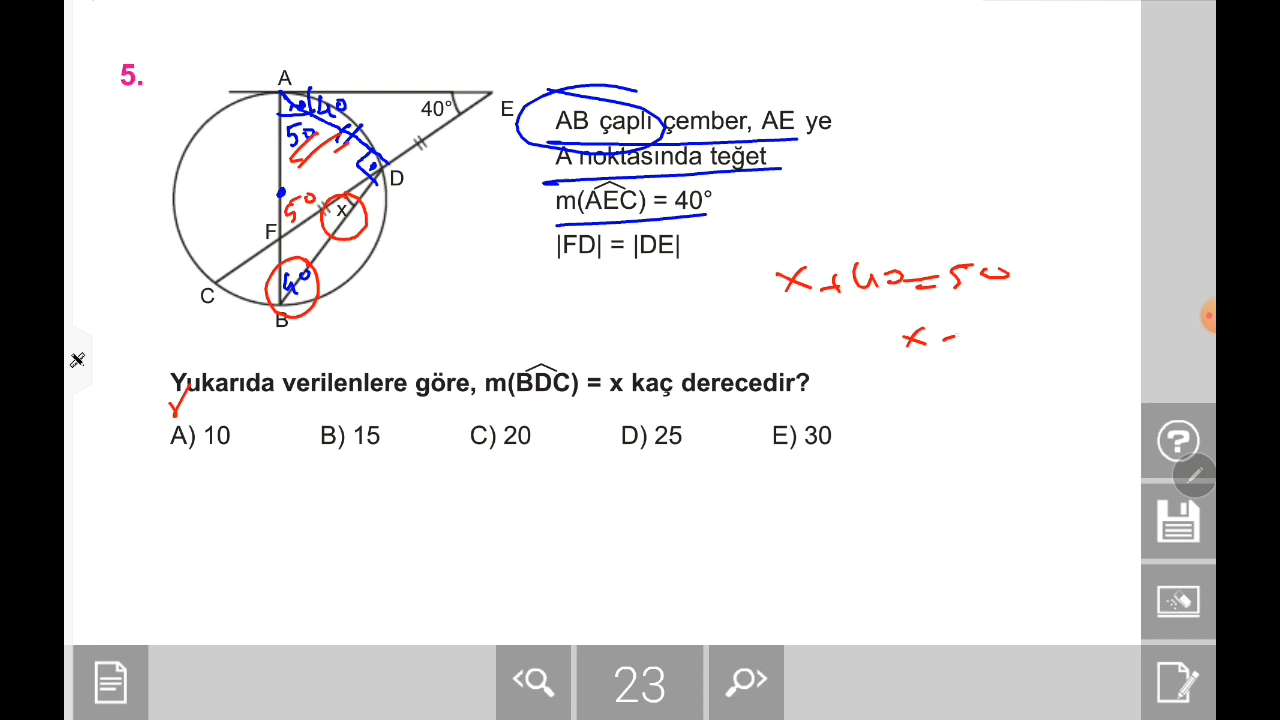 5.
A
E
40°
40
50
D
50
x
F
40
C
B
AB çaplı çember, AE ye
A noktasında teğet
m(AEC) = 40°
|FD| = |DE|
x + 40 = 50
x =
Yukarıda verilenlere göre, m(BDC) = x kaç derecedir?
A) 10 B) 15 C) 20 D) 25 E) 30
23